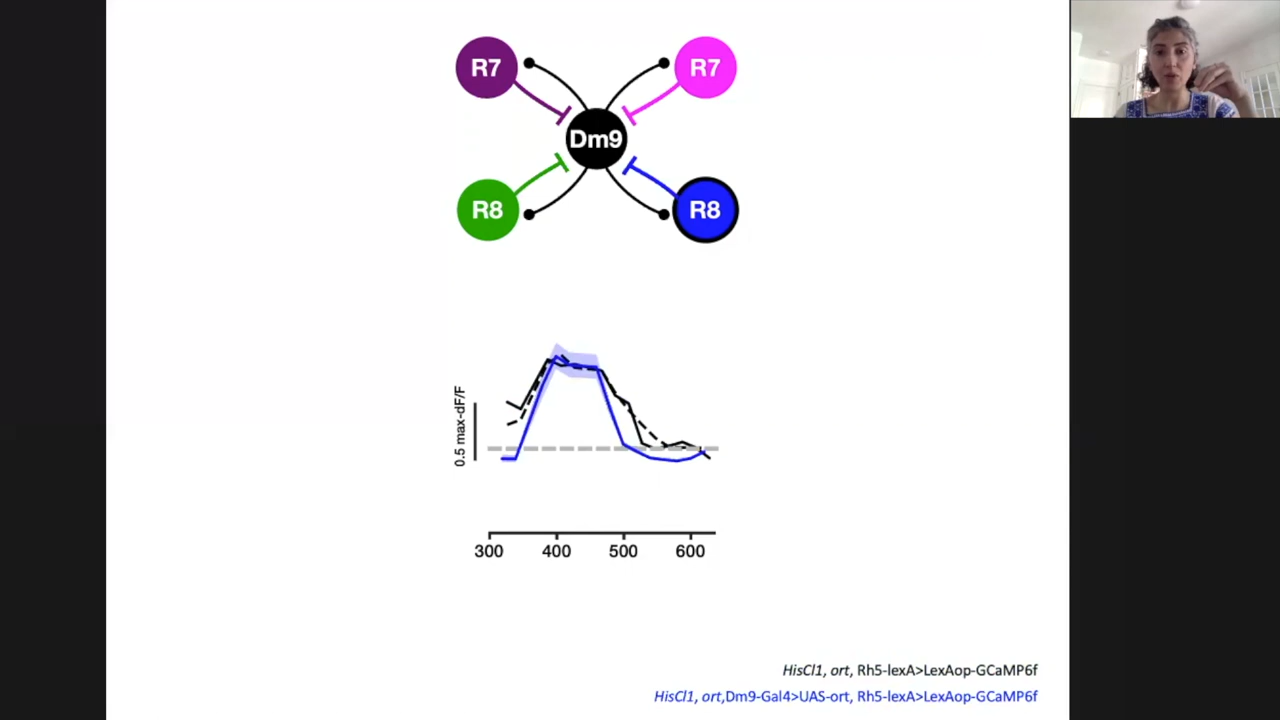 R7
R7
Dm9
R8
R8
0.5 max-dF/F
300 400 500 600
HisCl1, ort, Rh5-lexA>LexAop-GCaMP6f
HisCl1, ort,Dm9-Gal4>UAS-ort, Rh5-lexA>LexAop-GCaMP6f